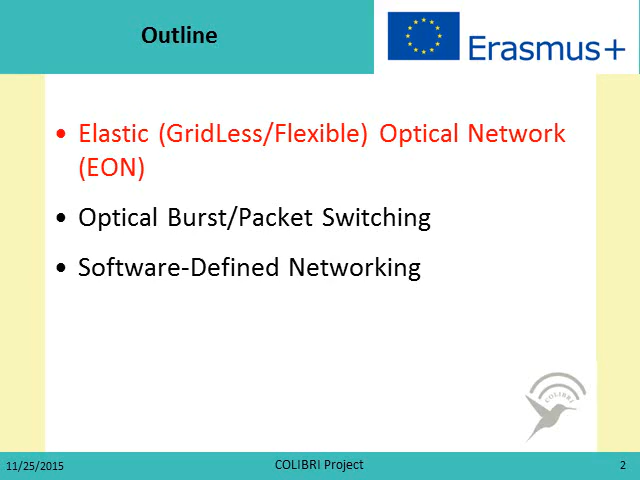 Outline
Erasmus+
• Elastic (GridLess/Flexible) Optical Network
(EON)
• Optical Burst/Packet Switching
• Software-Defined Networking
COLIBRI
11/25/2015
COLIBRI Project
2